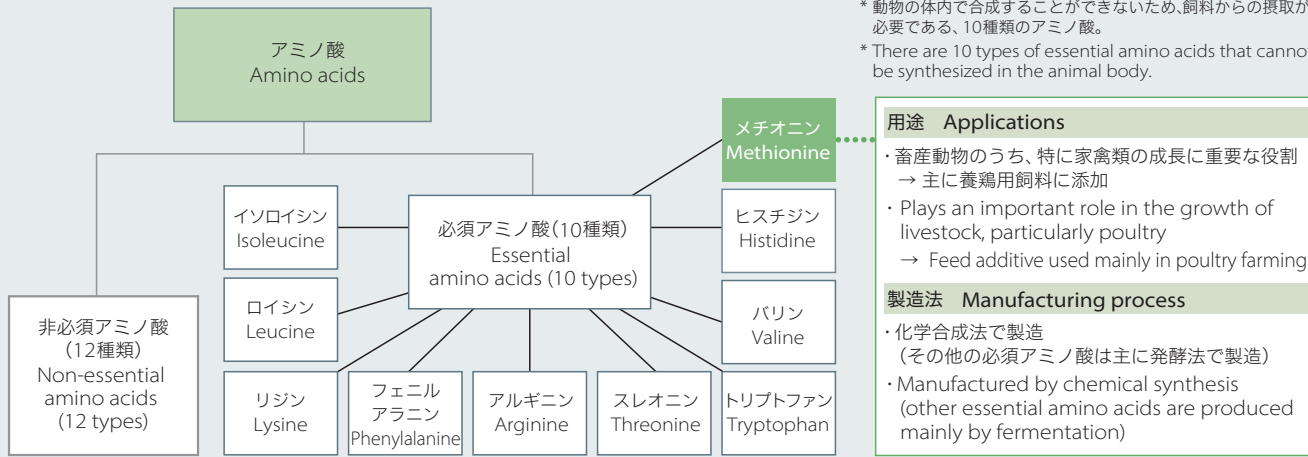 アミノ酸
Amino acids
* 動物の体内で合成することができないため、飼料からの摂取が
必要である、10種類のアミノ酸。
* There are 10 types of essential amino acids that
be synthesized in the animal body.
メチオニン
Methionine
イソロイシン
Isoleucine
必須アミノ酸(10種類)
Essential
amino acids (10 types)
ヒスチジン
Histidine
ロイシン
Leucine
バリン
Valine
非必須アミノ酸
(12種類)
Non-essential
amino acids
(12 types)
リジン
Lysine
フェニル
アラニン
Phenylalanine
アルギニン
Arginine
スレオニン
Threonine
トリプトファン
Tryptophan
用途 Applications
・畜産動物のうち、特に家禽類の成長に重要な役割
→ 主に養鶏用飼料に添加
・Plays an important role in the growth of
livestock, particularly poultry
→ Feed additive used mainly in poultry farming
製造法 Manufacturing process
・化学合成法で製造
(その他の必須アミノ酸は主に発酵法で製造)
・Manufactured by chemical synthesis
(other essential amino acids are produced
mainly by fermentation)